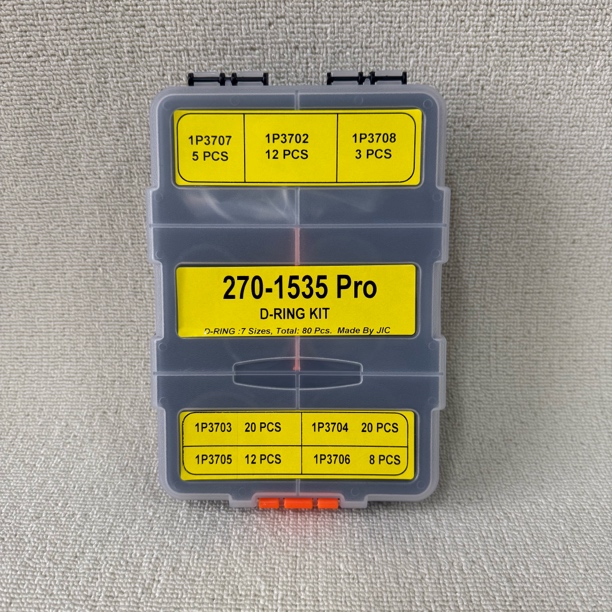 1P3707 1P3702 1P3708
5 PCS 12 PCS 3 PCS
270-1535 Pro
D-RING KIT
D-RING :7 Sizes, Total: 80 Pcs. Made By JIC
1P3703 20 PCS 1P3704 20 PCS
1P3705 12 PCS 1P3706 8 PCS